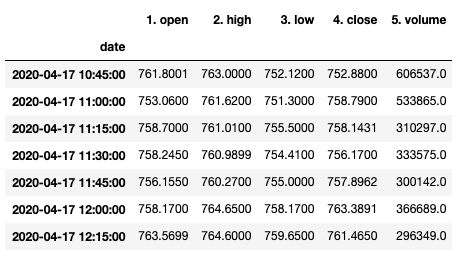 1. open 2. high 3. low 4. close 5. volume
date
2020-04-17 10:45:00 761.8001 763.0000 752.1200 752.8800 606537.0
2020-04-17 11:00:00 753.0600 761.6200 751.3000 758.7900 533865.0
2020-04-17 11:15:00 758.7000 761.0100 755.5000 758.1431 310297.0
2020-04-17 11:30:00 758.2450 760.9899 754.4100 756.1700 333575.0
2020-04-17 11:45:00 756.1550 760.2700 755.0000 757.8962 300142.0
2020-04-17 12:00:00 758.1700 764.6500 758.1700 763.3891 366689.0
2020-04-17 12:15:00 763.5699 764.6000 759.6500 761.4650 296349.0